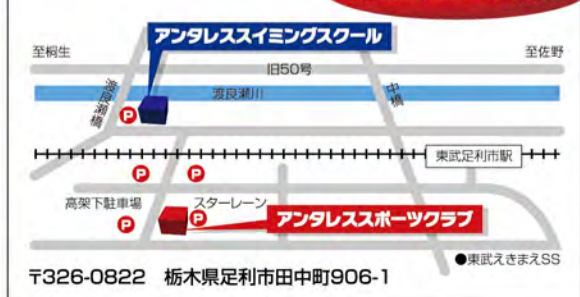 アンタレススイミングスクール
至桐生
至佐野
旧50号
渡良瀬橋
渡良瀬川
中橋
P
東武足利市駅
P
P
高架下駐車場
スターレーン
P
P
アンタレススポーツクラブ
●東武えきまえSS
〒326-0822 栃木県足利市田中町906-1